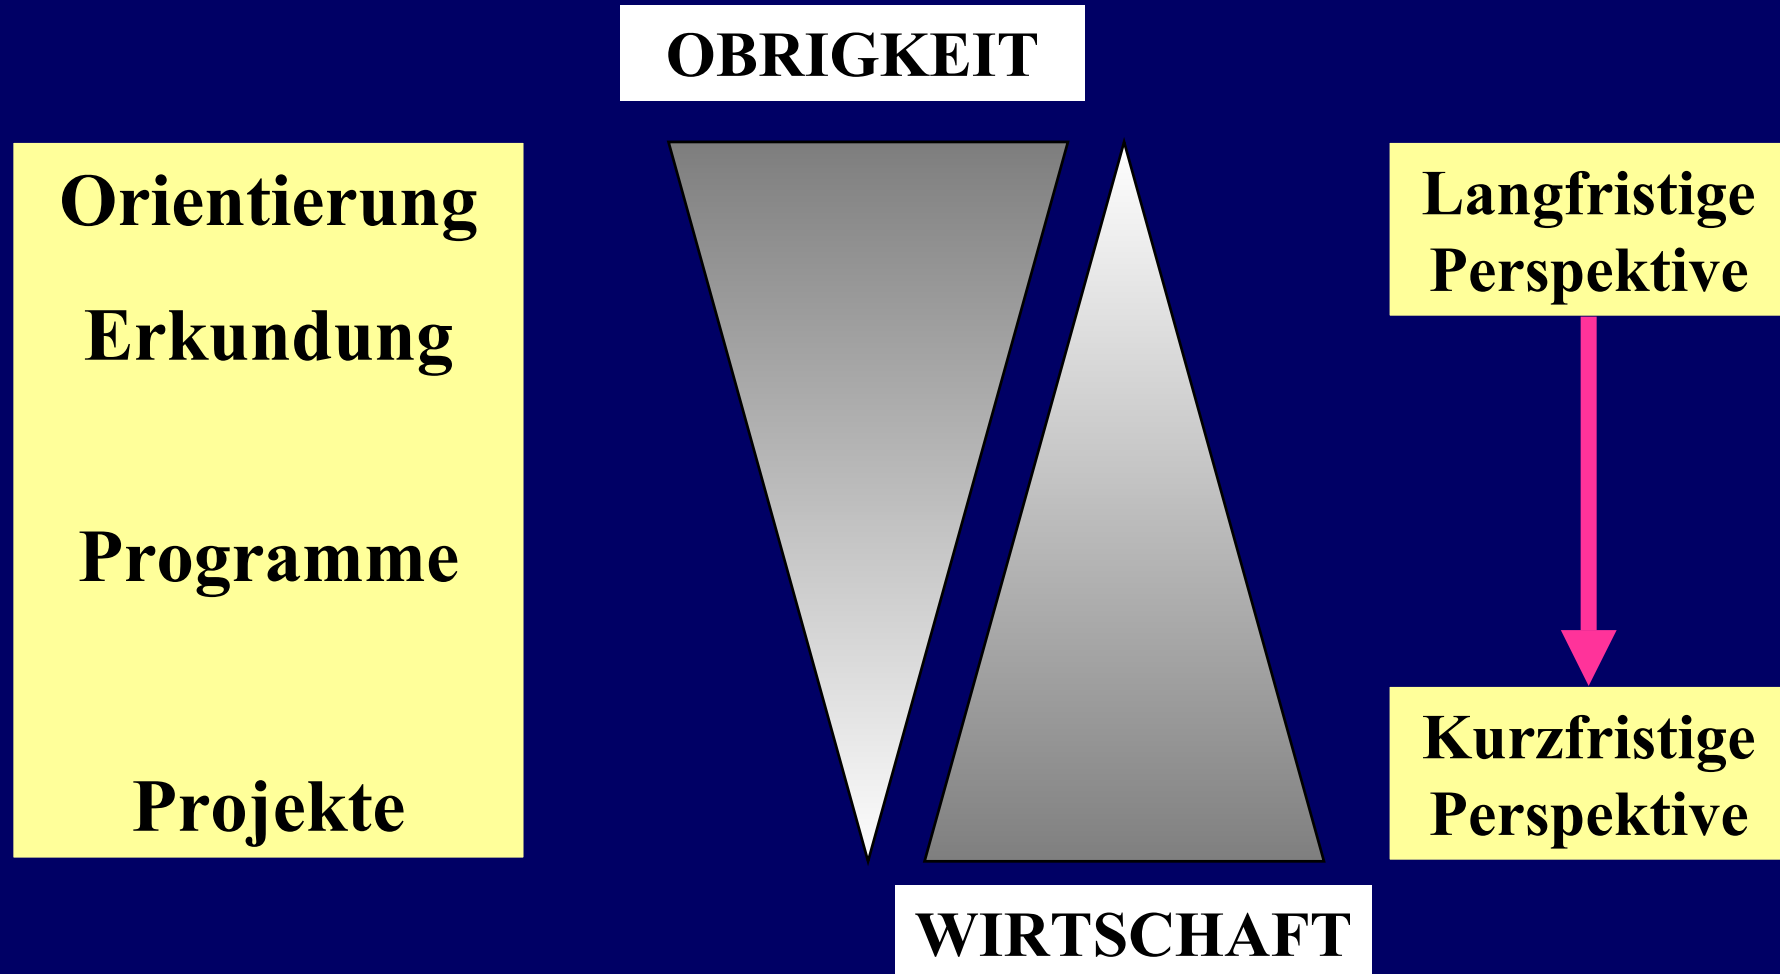 OBRIGKEIT
Orientierung
Erkundung
Programme
Projekte
Langfristige
Perspektive
Kurzfristige
Perspektive
WIRTSCHAFT